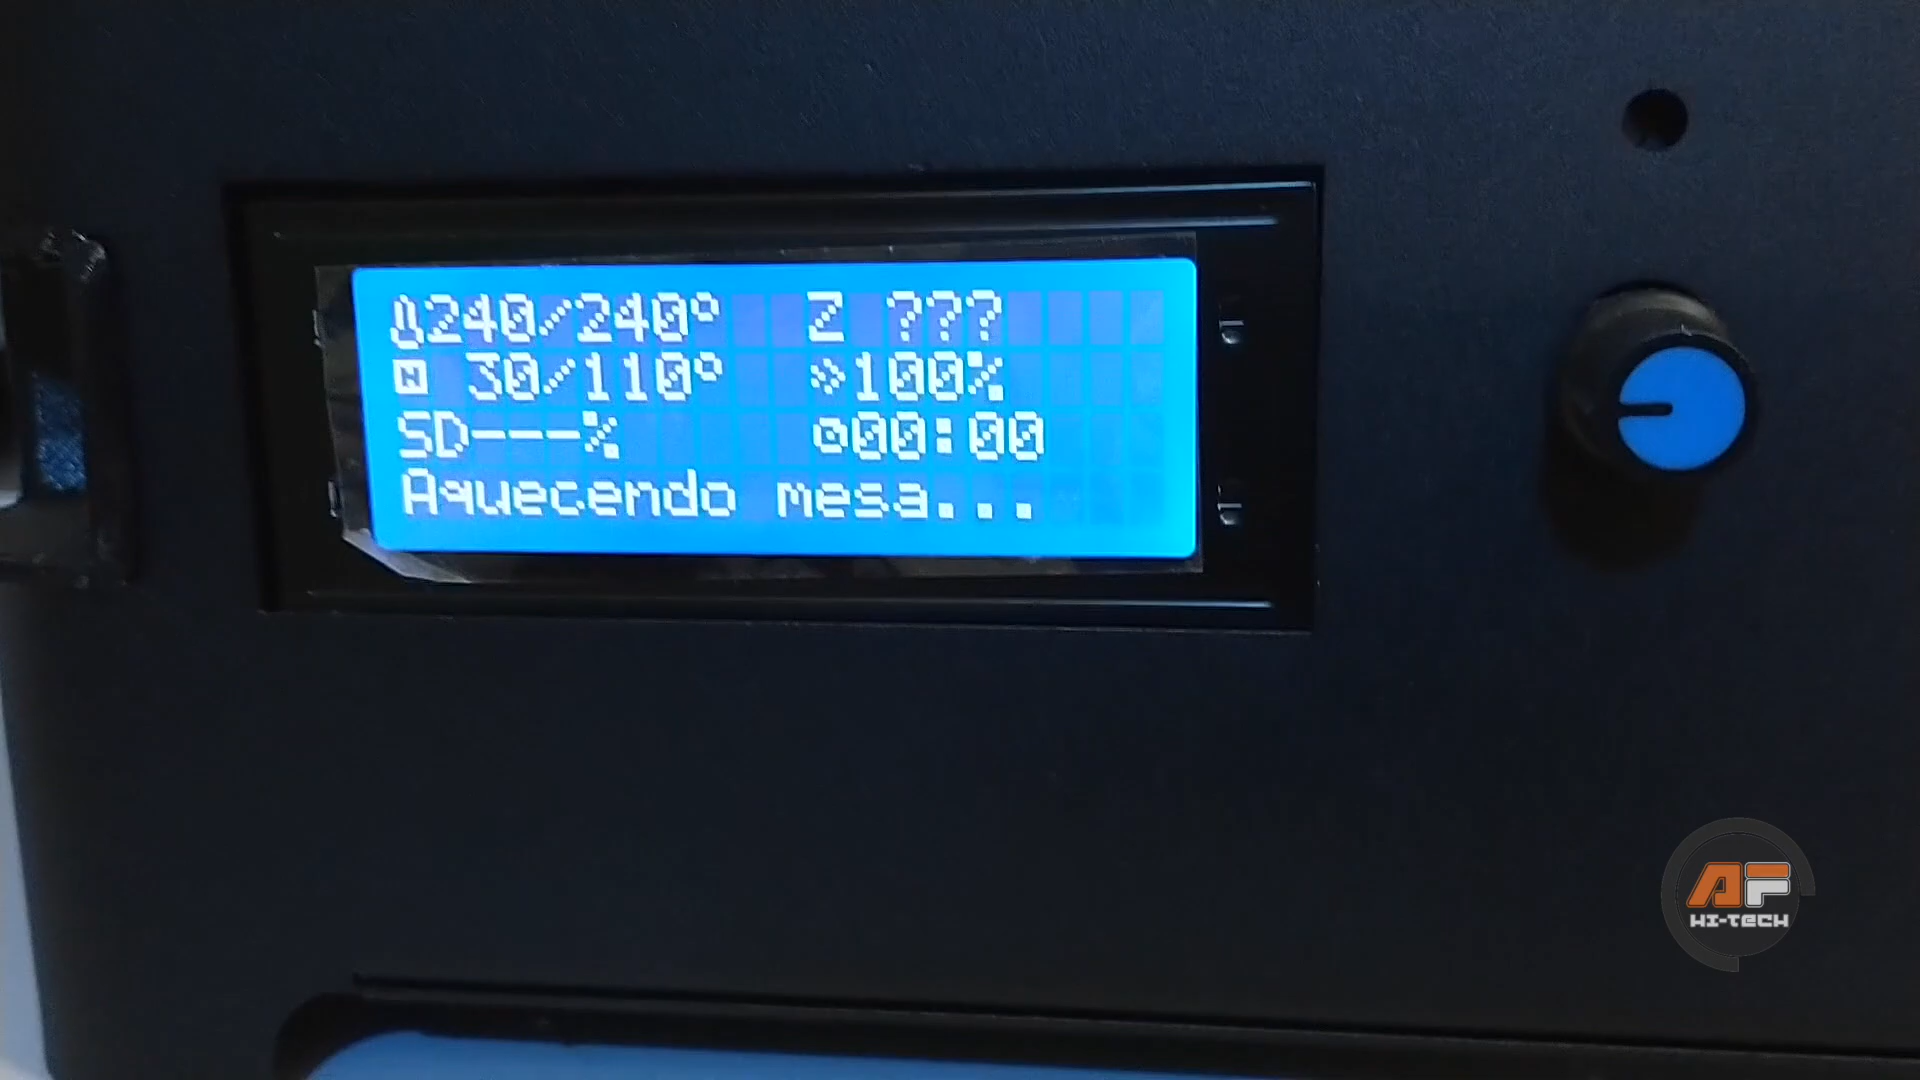 240/240° Z ???
30/110° 100%
SD---% 00:00
Aquecendo mesa...
AF
HI-TECH